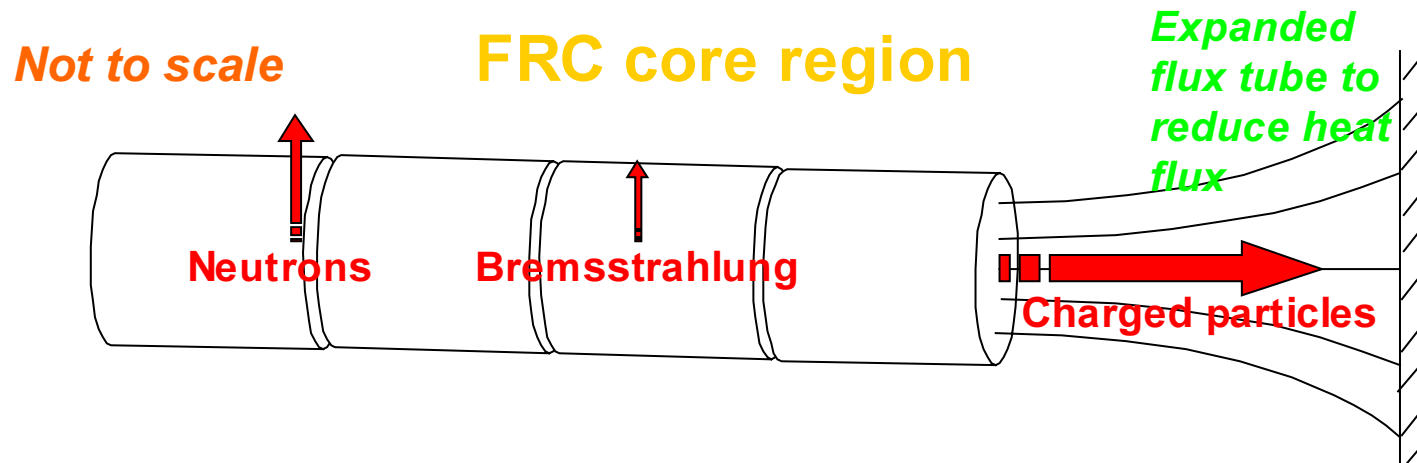 Not to scale
FRC core region
Expanded
flux tube to
reduce heat
flux
Neutrons
Bremsstrahlung
Charged particles